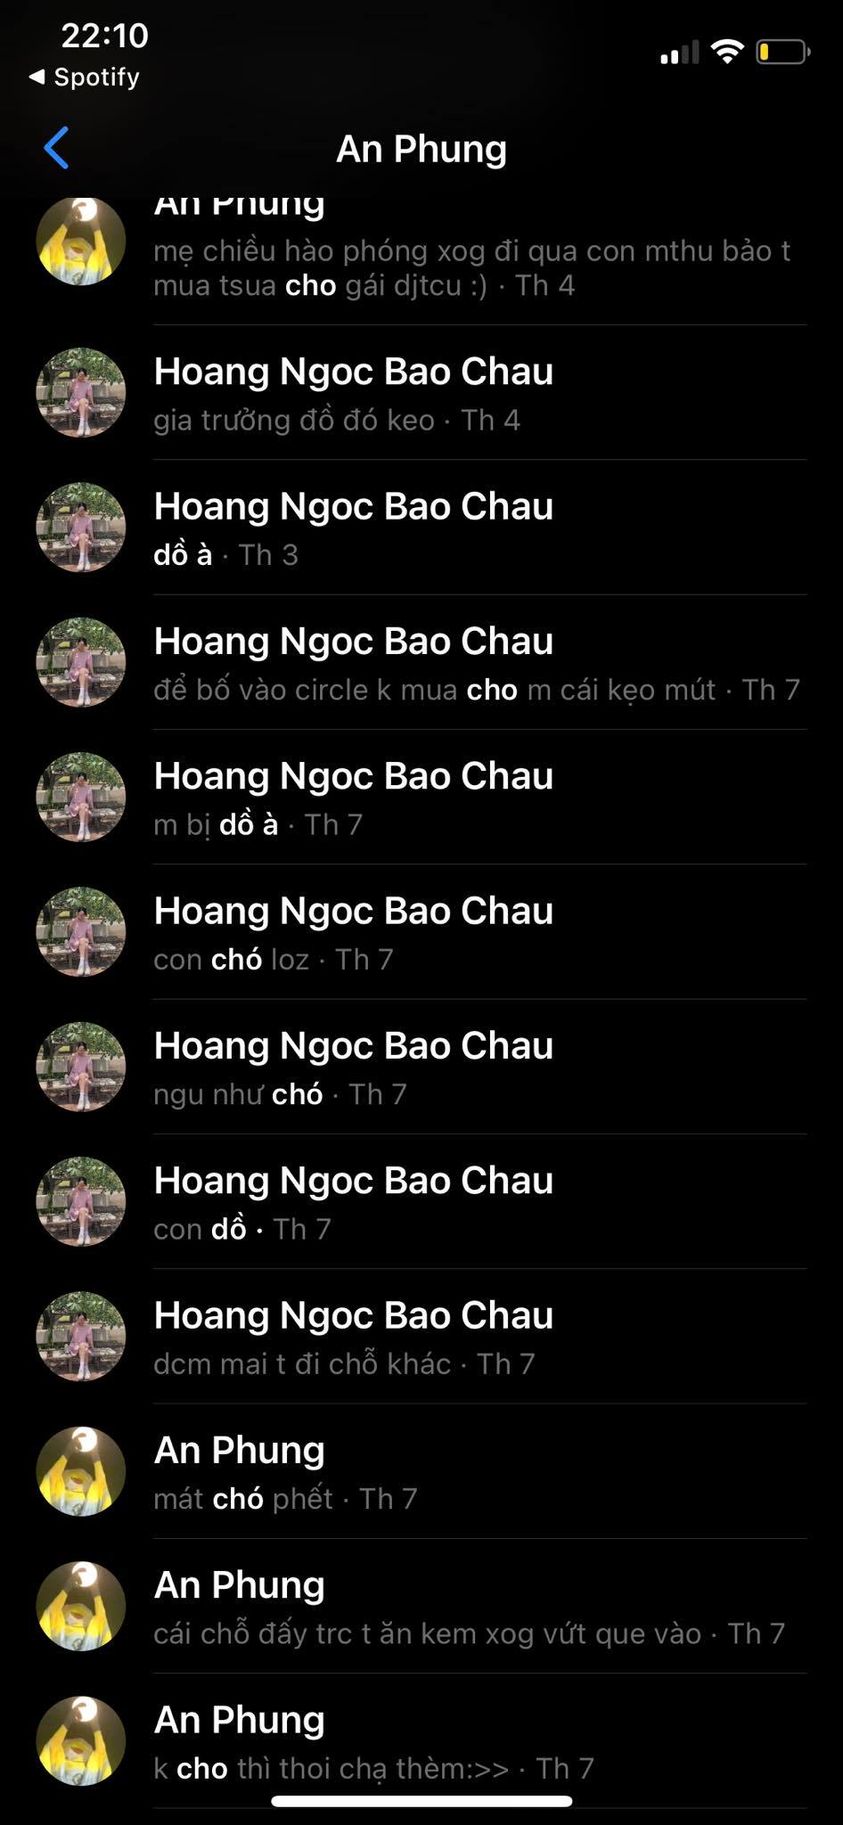 22:10
◀ Spotify
An Phung
An Phung
mẹ chiều hào phóng xog đi qua con mthu bảo t
mua tsua cho gái djtcu :) · Th 4
Hoang Ngoc Bao Chau
gia trưởng đồ đó keo · Th 4
Hoang Ngoc Bao Chau
dồ à · Th 3
Hoang Ngoc Bao Chau
để bố vào circle k mua cho m cái kẹo mút · Th 7
Hoang Ngoc Bao Chau
m bị dồ à · Th 7
Hoang Ngoc Bao Chau
con chó loz · Th 7
Hoang Ngoc Bao Chau
ngu như chó · Th 7
Hoang Ngoc Bao Chau
con dồ · Th 7
Hoang Ngoc Bao Chau
dcm mai t đi chỗ khác · Th 7
An Phung
mát chó phết · Th 7
An Phung
cái chỗ đấy trc t ăn kem xog vứt que vào · Th 7
An Phung
k cho thì thoi chạ thèm:>> · Th 7